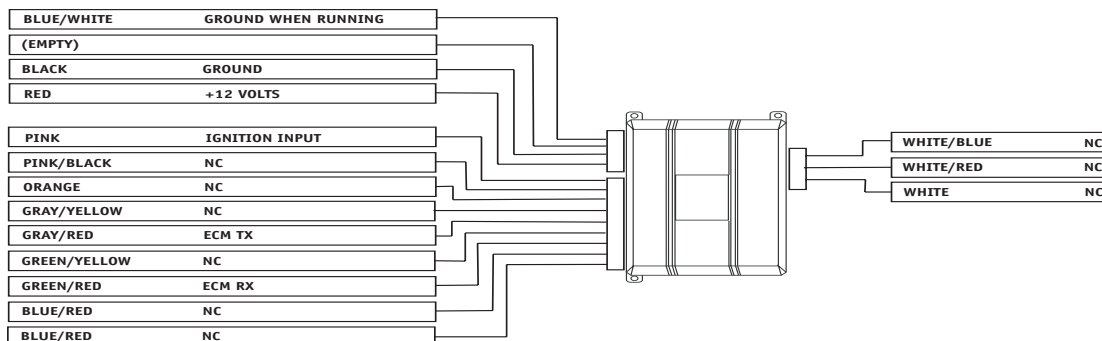 BLUE/WHITE GROUND WHEN RUNNING
(EMPTY)
BLACK GROUND
RED +12 VOLTS
PINK IGNITION INPUT
PINK/BLACK NC
ORANGE NC
GRAY/YELLOW NC
GRAY/RED ECM TX
GREEN/YELLOW NC
GREEN/RED ECM RX
BLUE/RED NC
BLUE/RED NC
WHITE/BLUE NC
WHITE/RED NC
WHITE NC